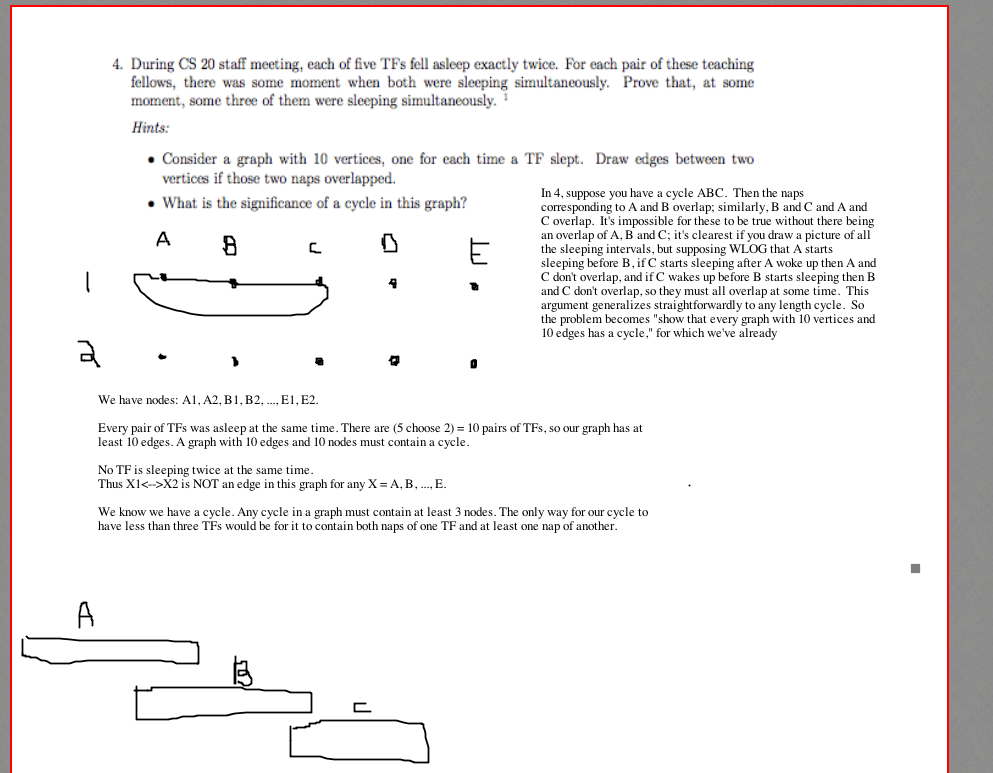 4. During CS 20 staff meeting, each of five TFs fell asleep exactly twice. For each pair of these teaching
fellows, there was some moment when both were sleeping simultaneously. Prove that, at some
moment, some three of them were sleeping simultaneously. 1
Hints:
• Consider a graph with 10 vertices, one for each time a TF slept. Draw edges between two
vertices if those two naps overlapped.
• What is the significance of a cycle in this graph?
In 4, suppose you have a cycle ABC. Then the naps
corresponding to A and B overlap; similarly, B and C and A and
C overlap. It's impossible for these to be true without there being
an overlap of A, B and C; it's clearest if you draw a picture of all
the sleeping intervals, but supposing WLOG that A starts
sleeping before B, if C starts sleeping after A woke up then A and
C don't overlap, and if C wakes up before B starts sleeping then B
and C don't overlap, so they must all overlap at some time. This
argument generalizes straightforwardly to any length cycle. So
the problem becomes "show that every graph with 10 vertices and
10 edges has a cycle," for which we've already
A B C D E
1
2
We have nodes: A1, A2, B1, B2, ..., E1, E2.
Every pair of TFs was asleep at the same time. There are (5 choose 2) = 10 pairs of TFs, so our graph has at
least 10 edges. A graph with 10 edges and 10 nodes must contain a cycle.
No TF is sleeping twice at the same time.
Thus X1<-->X2 is NOT an edge in this graph for any X = A, B, ..., E.
We know we have a cycle. Any cycle in a graph must contain at least 3 nodes. The only way for our cycle to
have less than three TFs would be for it to contain both naps of one TF and at least one nap of another.
A
B
C